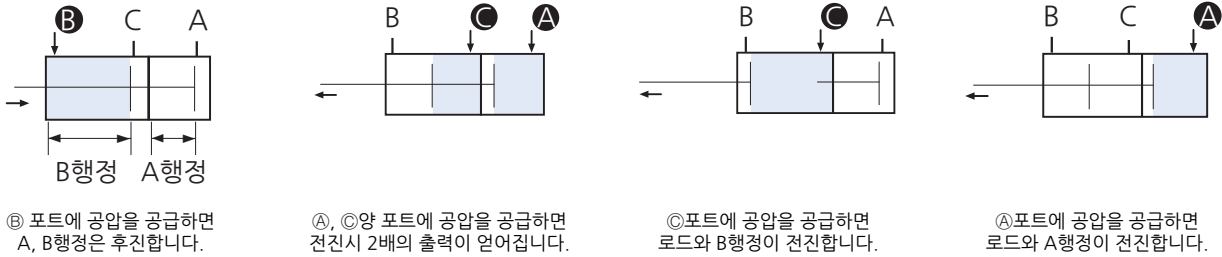 Ⓑ C A
B Ⓒ Ⓐ
B Ⓒ A
B C Ⓐ
B행정 A행정
Ⓑ 포트에 공압을 공급하면
A, B행정은 후진합니다.
Ⓐ, Ⓒ양 포트에 공압을 공급하면
전진시 2배의 출력이 얻어집니다.
Ⓒ포트에 공압을 공급하면
로드와 B행정이 전진합니다.
Ⓐ포트에 공압을 공급하면
로드와 A행정이 전진합니다.